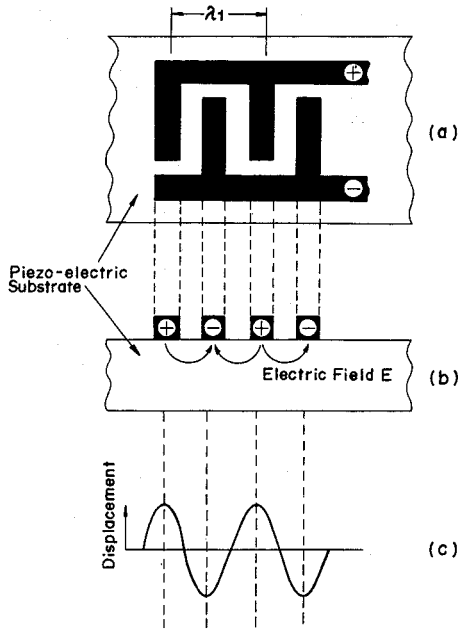 λ1
+
(a)
−
Piezo-electric
Substrate
+ − + −
Electric Field E
(b)
Displacement
(c)